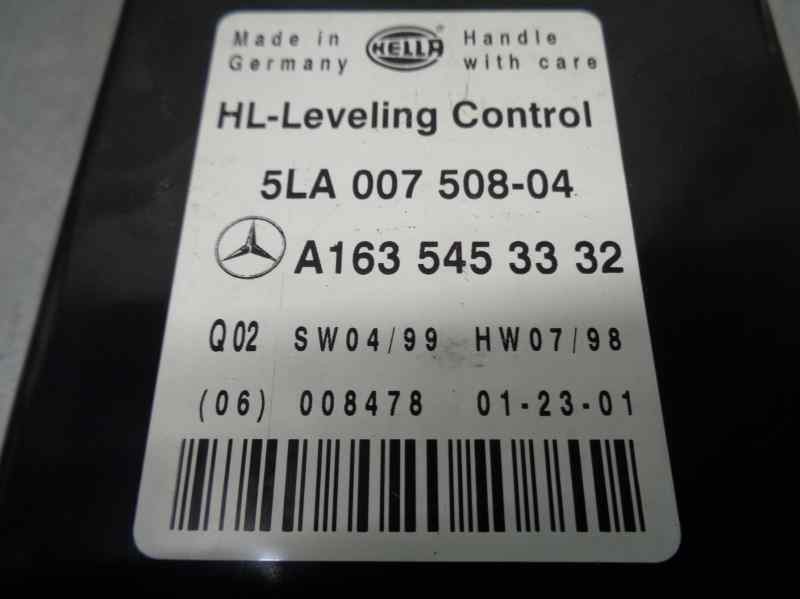 Made in Germany
HELLA
Handle with care
HL-Leveling Control
5LA 007 508-04
A163 545 33 32
Q02 SW04/99 HW07/98
(06) 008478 01-23-01